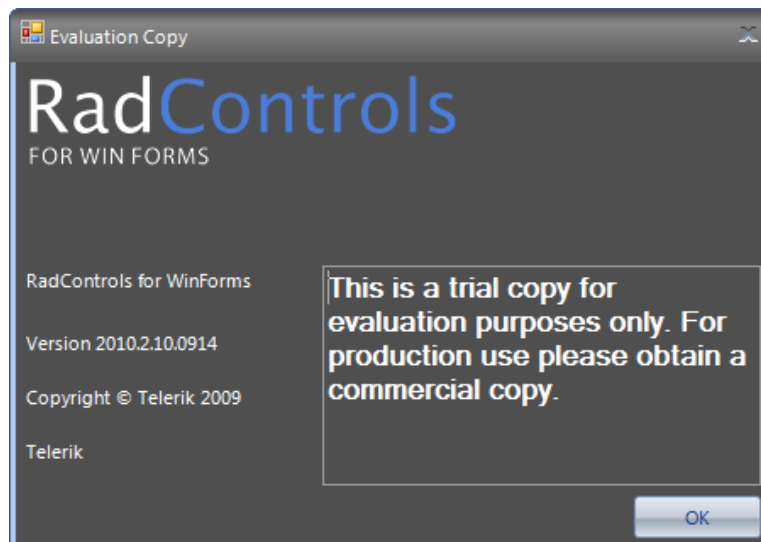 Evaluation Copy
RadControls
FOR WIN FORMS
RadControls for WinForms
Version 2010.2.10.0914
Copyright © Telerik 2009
Telerik
This is a trial copy for
evaluation purposes only. For
production use please obtain a
commercial copy.
OK